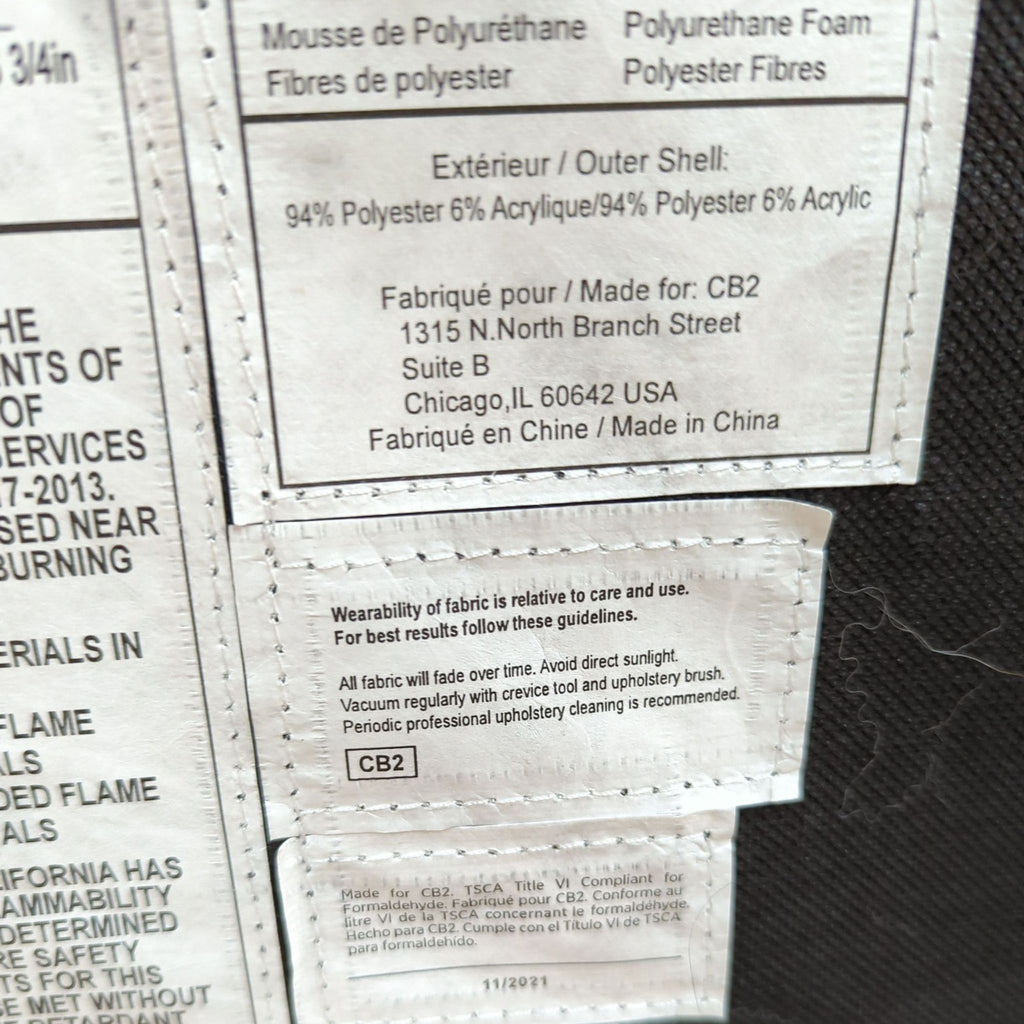 3/4in
HE
NTS OF
OF
SERVICES
7-2013.
SED NEAR
BURNING
ERIALS IN
FLAME
ALS
DED FLAME
ALS
IFORNIA HAS
AMMABILITY
DETERMINED
RE SAFETY
TS FOR THIS
BE MET WITHOUT
Mousse de Polyuréthane Polyurethane Foam
Fibres de polyester Polyester Fibres
Extérieur / Outer Shell:
94% Polyester 6% Acrylique/94% Polyester 6% Acrylic
Fabriqué pour / Made for: CB2
1315 N.North Branch Street
Suite B
Chicago,IL 60642 USA
Fabriqué en Chine / Made in China
Wearability of fabric is relative to care and use.
For best results follow these guidelines.
All fabric will fade over time. Avoid direct sunlight.
Vacuum regularly with crevice tool and upholstery brush.
Periodic professional upholstery cleaning is recommended.
CB2
Made for CB2. TSCA Title VI Compliant for
Formaldehyde. Fabriqué pour CB2. Conforme au
titre VI de la TSCA concernant le formaldéhyde.
Hecho para CB2. Cumple con el Título VI de TSCA
para formaldehído.
11/2021